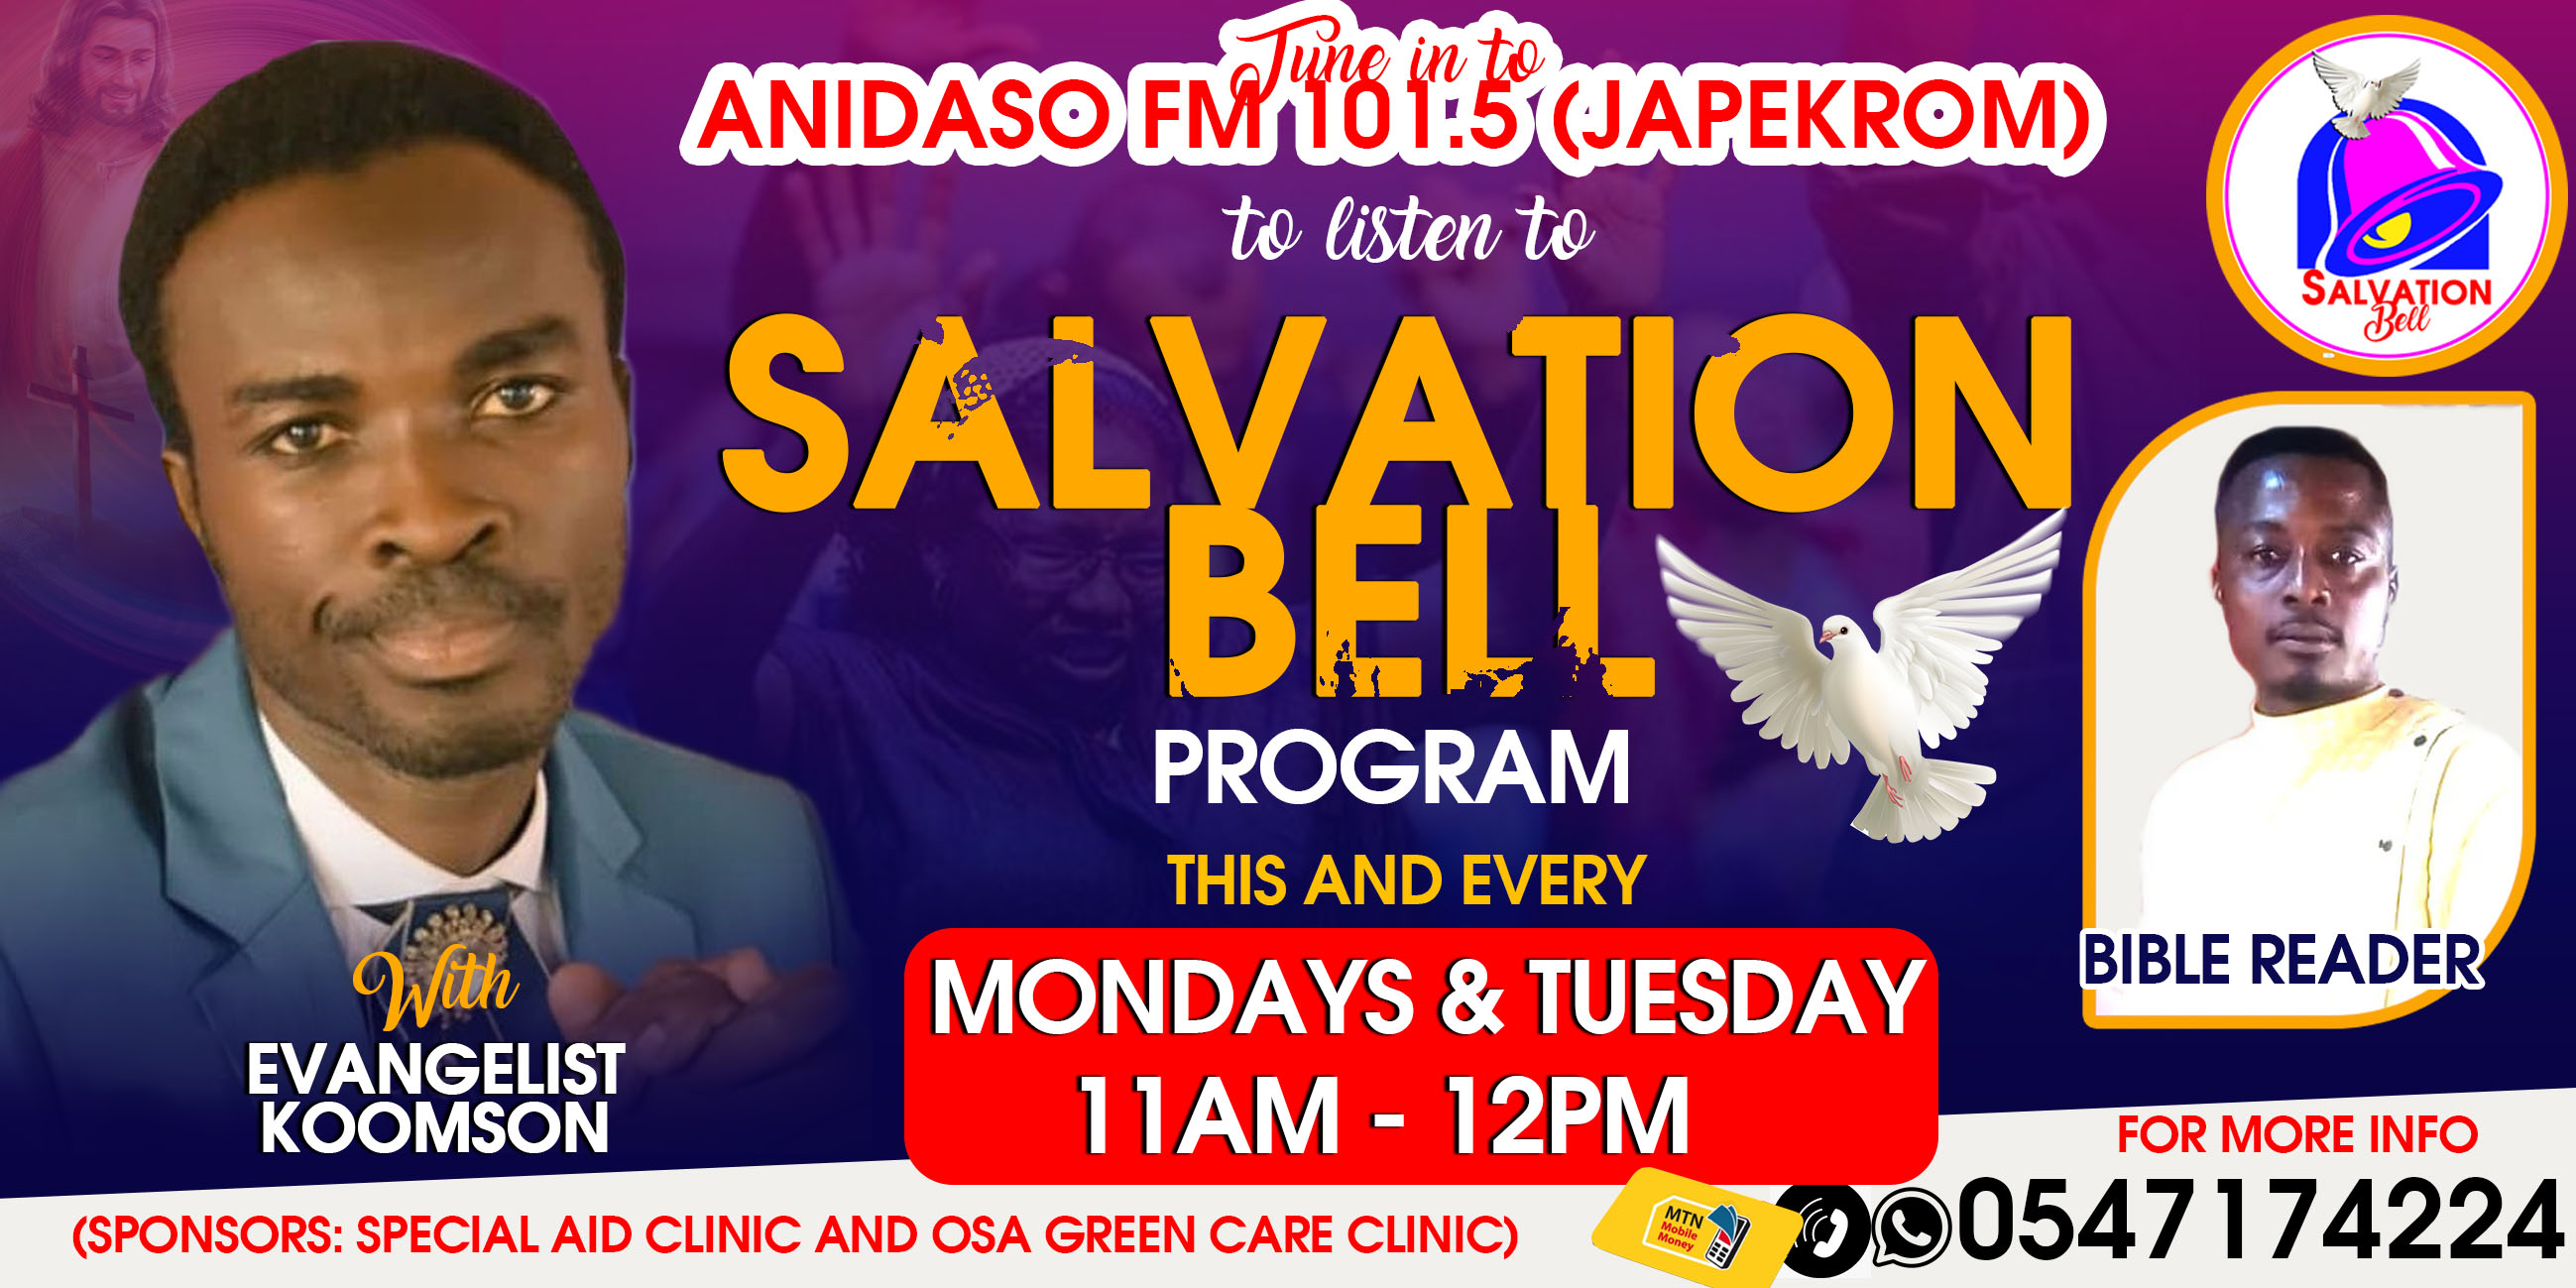 Tune in to
ANIDASO FM 101.5 (JAPEKROM)
to listen to
SALVATION
BELL
PROGRAM
THIS AND EVERY
MONDAYS & TUESDAY
11AM - 12PM
With
EVANGELIST
KOOMSON
SALVATION
Bell
BIBLE READER
FOR MORE INFO
0547174224
MTN
Mobile
Money
(SPONSORS: SPECIAL AID CLINIC AND OSA GREEN CARE CLINIC)